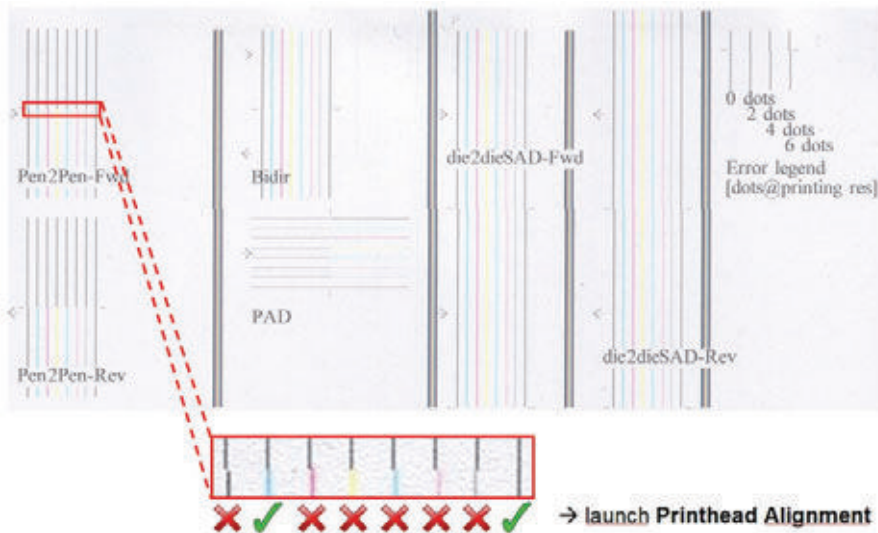 Pen2Pen-Fwd
Bidir
die2dieSAD-Fwd
0 dots
2 dots
4 dots
6 dots
Error legend
[dots@printing res]
PAD
Pen2Pen-Rev
die2dieSAD-Rev
→ launch Printhead Alignment